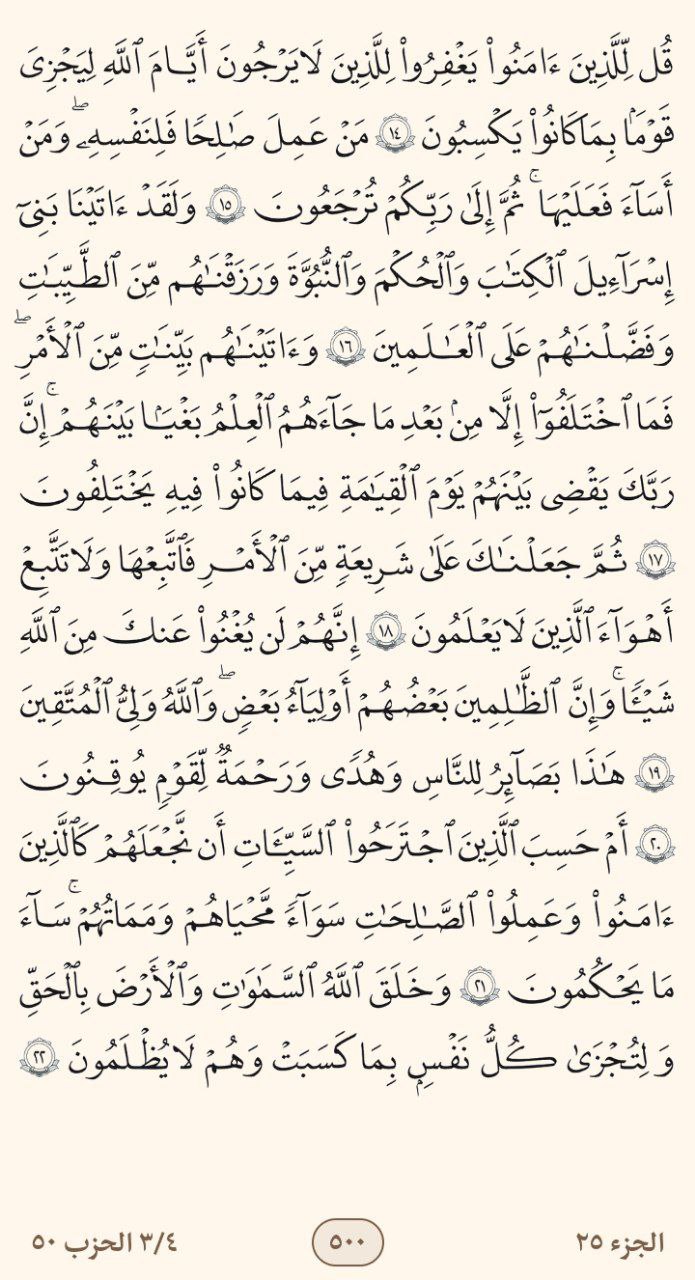 قُل لِّلَّذِينَ ءَامَنُوا۟ يَغْفِرُوا۟ لِلَّذِينَ لَا يَرْجُونَ أَيَّامَ ٱللَّهِ لِيَجْزِىَ
قَوْمًۢا بِمَا كَانُوا۟ يَكْسِبُونَ ١٤ مَنْ عَمِلَ صَـٰلِحًا فَلِنَفْسِهِۦ ۖ وَمَنْ
أَسَآءَ فَعَلَيْهَا ۚ ثُمَّ إِلَىٰ رَبِّكُمْ تُرْجَعُونَ ١٥ وَلَقَدْ ءَاتَيْنَا بَنِىٓ
إِسْرَٰٓءِيلَ ٱلْكِتَـٰبَ وَٱلْحُكْمَ وَٱلنُّبُوَّةَ وَرَزَقْنَـٰهُم مِّنَ ٱلطَّيِّبَـٰتِ
وَفَضَّلْنَـٰهُمْ عَلَى ٱلْعَـٰلَمِينَ ١٦ وَءَاتَيْنَـٰهُم بَيِّنَـٰتٍ مِّنَ ٱلْأَمْرِ ۖ
فَمَا ٱخْتَلَفُوٓا۟ إِلَّا مِنۢ بَعْدِ مَا جَآءَهُمُ ٱلْعِلْمُ بَغْيًۢا بَيْنَهُمْ ۚ إِنَّ
رَبَّكَ يَقْضِى بَيْنَهُمْ يَوْمَ ٱلْقِيَـٰمَةِ فِيمَا كَانُوا۟ فِيهِ يَخْتَلِفُونَ
١٧ ثُمَّ جَعَلْنَـٰكَ عَلَىٰ شَرِيعَةٍ مِّنَ ٱلْأَمْرِ فَٱتَّبِعْهَا وَلَا تَتَّبِعْ
أَهْوَآءَ ٱلَّذِينَ لَا يَعْلَمُونَ ١٨ إِنَّهُمْ لَن يُغْنُوا۟ عَنكَ مِنَ ٱللَّهِ
شَيْـًٔا ۚ وَإِنَّ ٱلظَّـٰلِمِينَ بَعْضُهُمْ أَوْلِيَآءُ بَعْضٍ ۖ وَٱللَّهُ وَلِىُّ ٱلْمُتَّقِينَ
١٩ هَـٰذَا بَصَـٰٓئِرُ لِلنَّاسِ وَهُدًى وَرَحْمَةٌ لِّقَوْمٍ يُوقِنُونَ
٢٠ أَمْ حَسِبَ ٱلَّذِينَ ٱجْتَرَحُوا۟ ٱلسَّيِّـَٔاتِ أَن نَّجْعَلَهُمْ كَٱلَّذِينَ
ءَامَنُوا۟ وَعَمِلُوا۟ ٱلصَّـٰلِحَـٰتِ سَوَآءً مَّحْيَاهُمْ وَمَمَاتُهُمْ ۚ سَآءَ
مَا يَحْكُمُونَ ٢١ وَخَلَقَ ٱللَّهُ ٱلسَّمَـٰوَٰتِ وَٱلْأَرْضَ بِٱلْحَقِّ
وَلِتُجْزَىٰ كُلُّ نَفْسٍۭ بِمَا كَسَبَتْ وَهُمْ لَا يُظْلَمُونَ ٢٢
الجزء ٢٥ ٥٠٠ ٣/٤ الحزب ٥٠